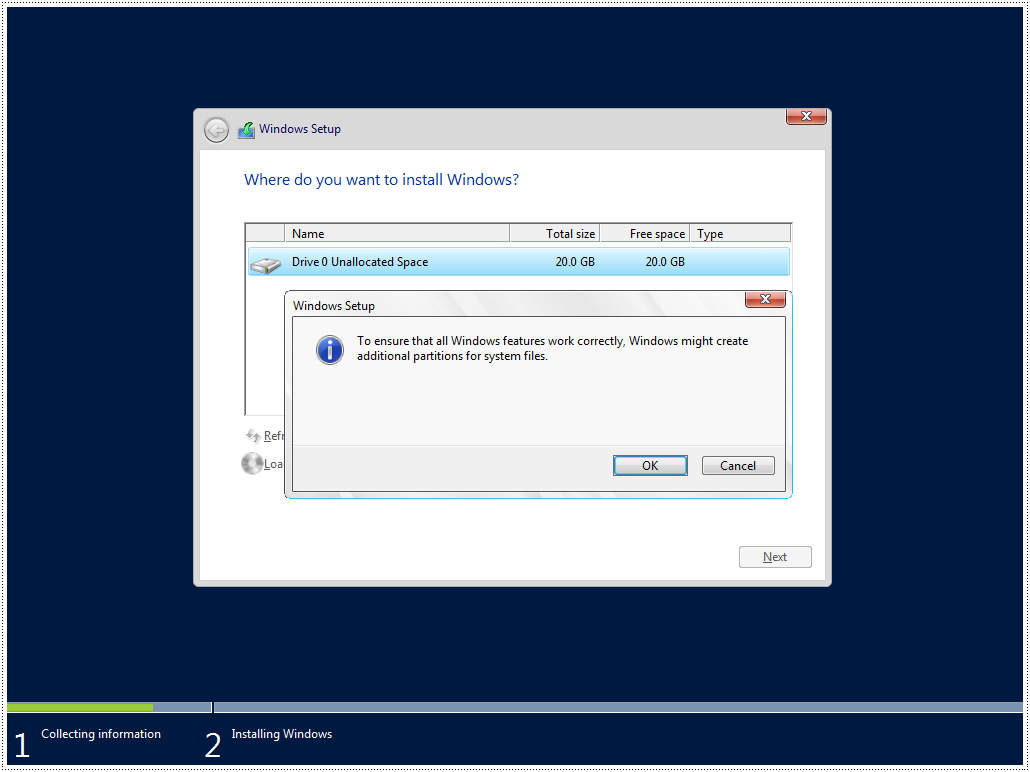 Windows Setup
Where do you want to install Windows?
Name Total size Free space Type
Drive 0 Unallocated Space 20.0 GB 20.0 GB
Windows Setup
To ensure that all Windows features work correctly, Windows might create
additional partitions for system files.
Refr
Loa
OK Cancel
Next
1 Collecting information 2 Installing Windows